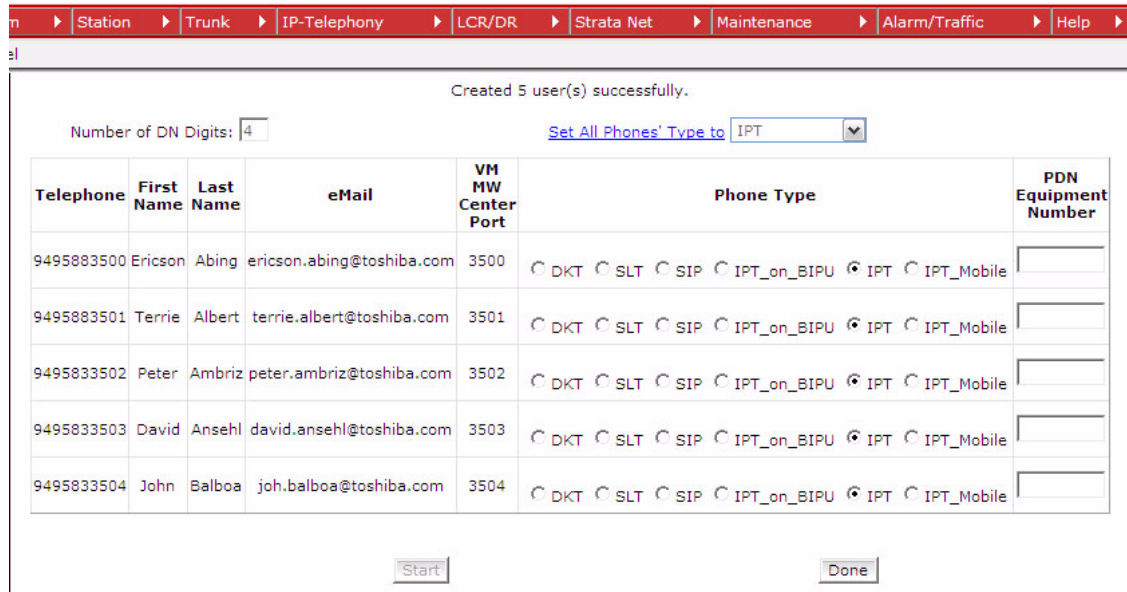 m Station Trunk IP-Telephony LCR/DR Strata Net Maintenance Alarm/Traffic Help
el
Created 5 user(s) successfully.
Number of DN Digits: 4 Set All Phones' Type to IPT
Telephone First Name Last Name eMail VM MW Center Port Phone Type PDN Equipment Number
9495883500 Ericson Abing ericson.abing@toshiba.com 3500 DKT SLT SIP IPT_on_BIPU IPT IPT_Mobile
9495883501 Terrie Albert terrie.albert@toshiba.com 3501 DKT SLT SIP IPT_on_BIPU IPT IPT_Mobile
9495833502 Peter Ambriz peter.ambriz@toshiba.com 3502 DKT SLT SIP IPT_on_BIPU IPT IPT_Mobile
9495833503 David Ansehl david.ansehl@toshiba.com 3503 DKT SLT SIP IPT_on_BIPU IPT IPT_Mobile
9495833504 John Balboa joh.balboa@toshiba.com 3504 DKT SLT SIP IPT_on_BIPU IPT IPT_Mobile
Start Done